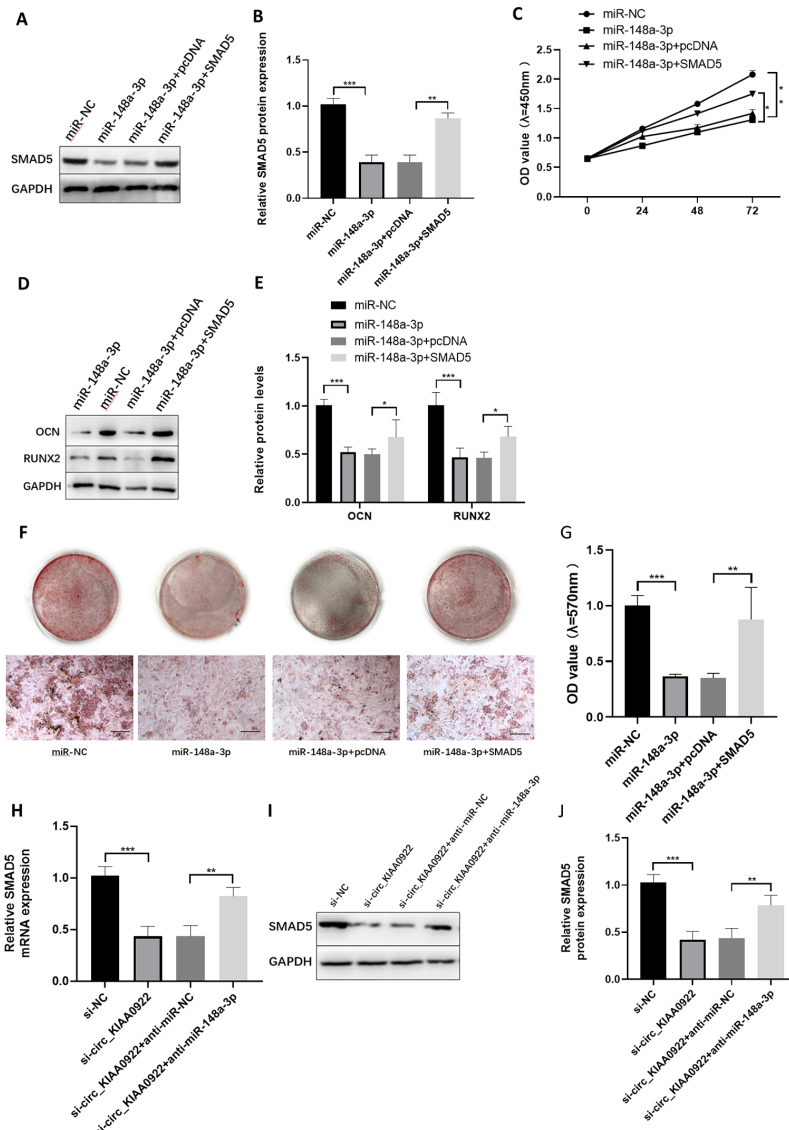 A
miR-NC
miR-148a-3p
miR-148a-3p+pcDNA
miR-148a-3p+SMAD5
SMAD5
GAPDH
B
Relative SMAD5 protein expression
1.5
1.0
0.5
0.0
***
**
miR-NC
miR-148a-3p
miR-148a-3p+pcDNA
miR-148a-3p+SMAD5
C
miR-NC
miR-148a-3p
miR-148a-3p+pcDNA
miR-148a-3p+SMAD5
OD value (λ=450nm)
2.5
2.0
1.5
1.0
0.5
0.0
0
24
48
72
*
**
D
miR-148a-3p
miR-NC
miR-148a-3p+pcDNA
miR-148a-3p+SMAD5
OCN
RUNX2
GAPDH
E
miR-NC
miR-148a-3p
miR-148a-3p+pcDNA
miR-148a-3p+SMAD5
Relative protein levels
1.5
1.0
0.5
0.0
***
*
***
*
OCN
RUNX2
F
miR-NC
miR-148a-3p
miR-148a-3p+pcDNA
miR-148a-3p+SMAD5
G
OD value (λ=570nm)
1.5
1.0
0.5
0.0
***
**
miR-NC
miR-148a-3p
miR-148a-3p+pcDNA
miR-148a-3p+SMAD5
H
Relative SMAD5
mRNA expression
1.5
1.0
0.5
0.0
***
**
si-NC
si-circ_KIAA0922
si-circ_KIAA0922+anti-miR-NC
si-circ_KIAA0922+anti-miR-148a-3p
I
si-NC
si-circ_KIAA0922
si-circ_KIAA0922+anti-miR-NC
si-circ_KIAA0922+anti-miR-148a-3p
SMAD5
GAPDH
J
Relative SMAD5
protein expression
1.5
1.0
0.5
0.0
***
**
si-NC
si-circ_KIAA0922
si-circ_KIAA0922+anti-miR-NC
si-circ_KIAA0922+anti-miR-148a-3p